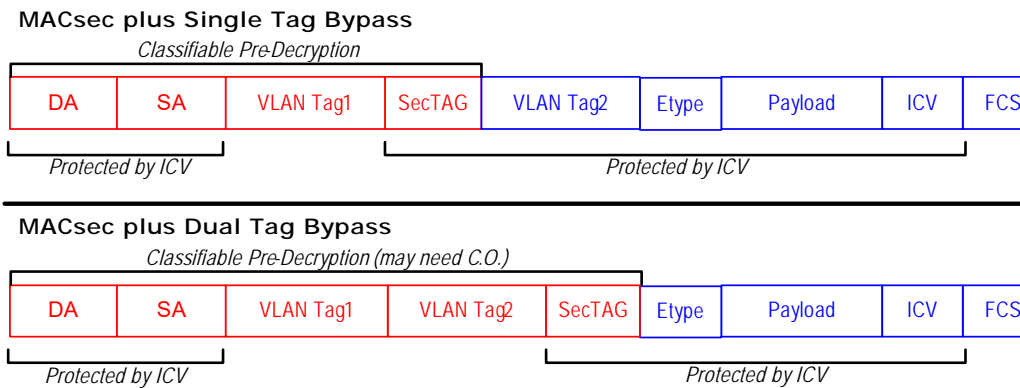 MACsec plus Single Tag Bypass
Classifiable Pre-Decryption
DA SA VLAN Tag1 SecTAG VLAN Tag2 Etype Payload ICV FCS
Protected by ICV Protected by ICV
MACsec plus Dual Tag Bypass
Classifiable Pre-Decryption (may need C.O.)
DA SA VLAN Tag1 VLAN Tag2 SecTAG Etype Payload ICV FCS
Protected by ICV Protected by ICV